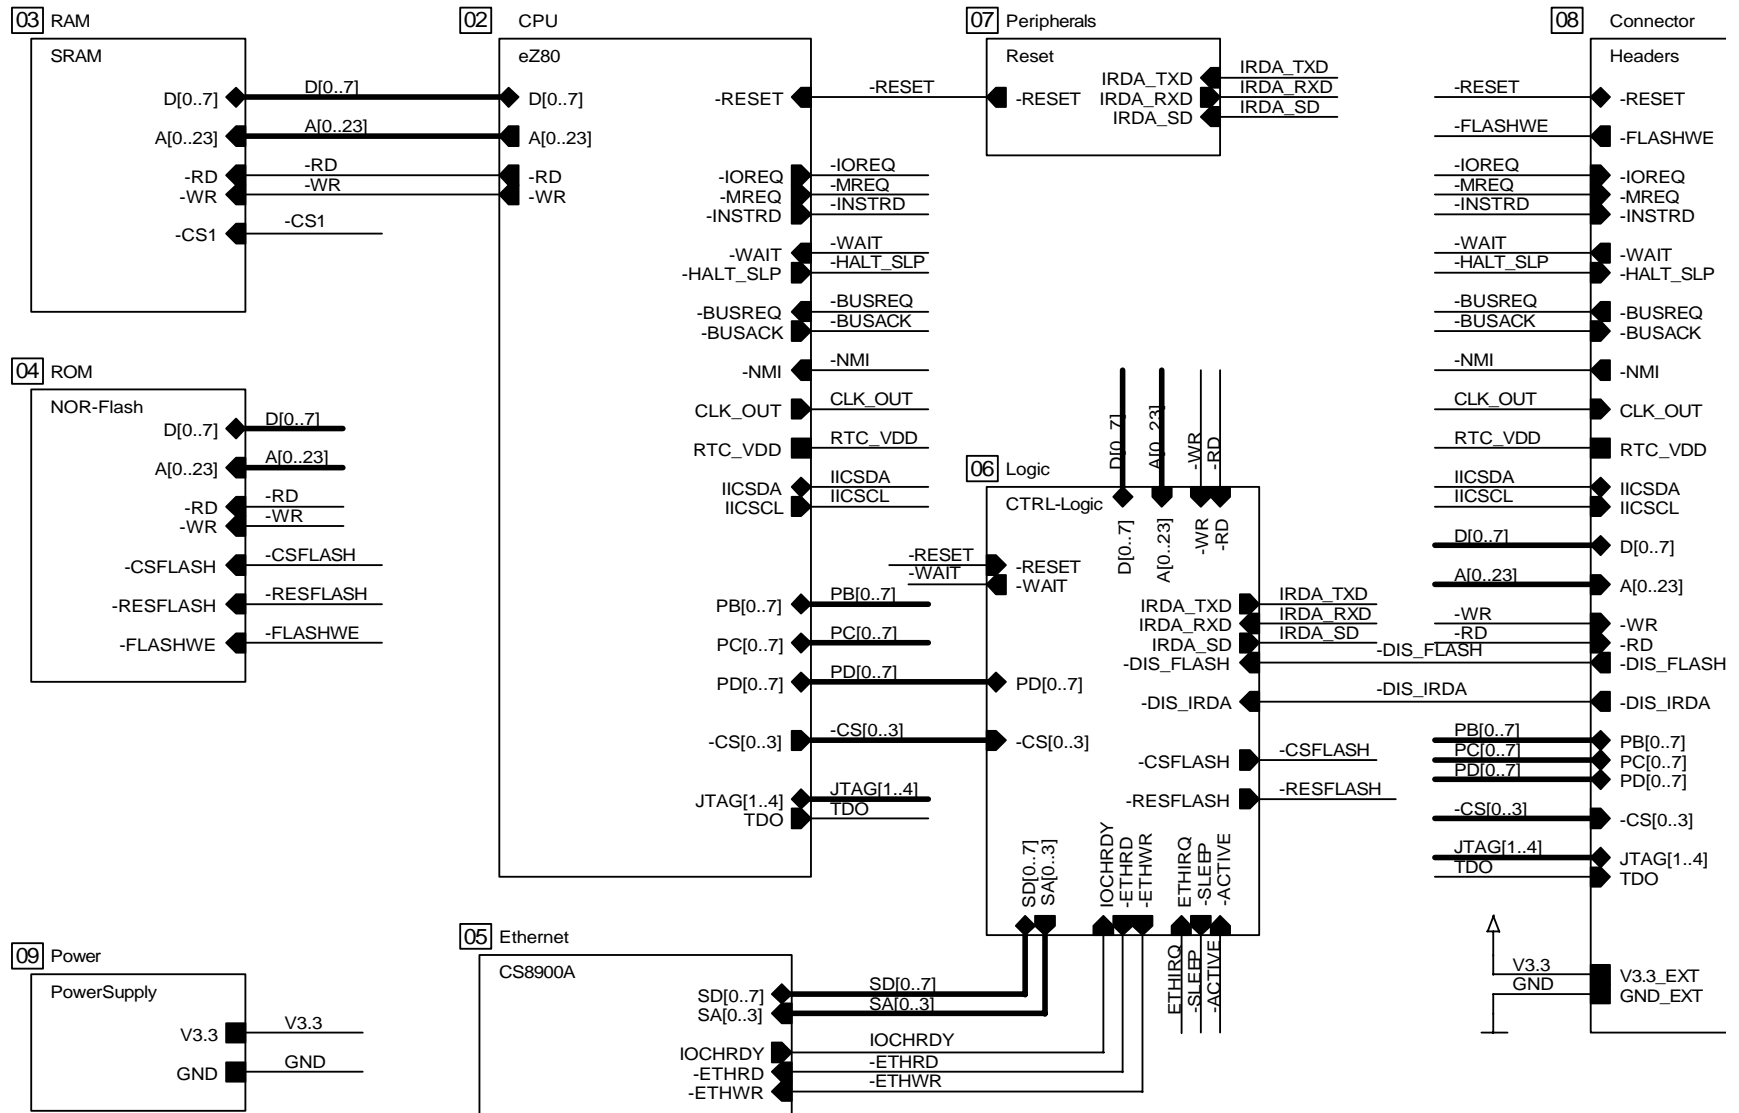 03 RAM
SRAM
D[0..7] D[0..7]
A[0..23] A[0..23]
-RD -RD
-WR -WR
-CS1 -CS1
04 ROM
NOR-Flash
D[0..7] D[0..7]
A[0..23] A[0..23]
-RD -RD
-WR -WR
-CSFLASH -CSFLASH
-RESFLASH -RESFLASH
-FLASHWE -FLASHWE
09 Power
PowerSupply
V3.3 V3.3
GND GND
02 CPU
eZ80
D[0..7]
A[0..23]
-RD
-WR
-RESET -RESET
-IOREQ -IOREQ
-MREQ -MREQ
-INSTRD -INSTRD
-WAIT -WAIT
-HALT_SLP -HALT_SLP
-BUSREQ -BUSREQ
-BUSACK -BUSACK
-NMI -NMI
CLK_OUT CLK_OUT
RTC_VDD RTC_VDD
IICSDA IICSDA
IICSCL IICSCL
PB[0..7] PB[0..7]
PC[0..7] PC[0..7]
PD[0..7] PD[0..7]
-CS[0..3] -CS[0..3]
JTAG[1..4] JTAG[1..4]
TDO TDO
05 Ethernet
CS8900A
SD[0..7] SD[0..7]
SA[0..3] SA[0..3]
IOCHRDY IOCHRDY
-ETHRD -ETHRD
-ETHWR -ETHWR
07 Peripherals
Reset
-RESET
IRDA_TXD IRDA_TXD
IRDA_RXD IRDA_RXD
IRDA_SD IRDA_SD
06 Logic
CTRL-Logic
D[0..7] D[0..7]
A[0..23] A[0..23]
-WR -WR
-RD -RD
-RESET -RESET
-WAIT -WAIT
PD[0..7]
-CS[0..3]
IRDA_TXD IRDA_TXD
IRDA_RXD IRDA_RXD
IRDA_SD IRDA_SD
-DIS_FLASH -DIS_FLASH
-DIS_IRDA -DIS_IRDA
-CSFLASH -CSFLASH
-RESFLASH -RESFLASH
SD[0..7]
SA[0..3]
IOCHRDY
-ETHRD
-ETHWR
ETHIRQ ETHIRQ
-SLEEP -SLEEP
-ACTIVE -ACTIVE
08 Connector
Headers
-RESET -RESET
-FLASHWE -FLASHWE
-IOREQ -IOREQ
-MREQ -MREQ
-INSTRD -INSTRD
-WAIT -WAIT
-HALT_SLP -HALT_SLP
-BUSREQ -BUSREQ
-BUSACK -BUSACK
-NMI -NMI
CLK_OUT CLK_OUT
RTC_VDD RTC_VDD
IICSDA IICSDA
IICSCL IICSCL
D[0..7] D[0..7]
A[0..23] A[0..23]
-WR -WR
-RD -RD
-DIS_FLASH
-DIS_IRDA
PB[0..7] PB[0..7]
PC[0..7] PC[0..7]
PD[0..7] PD[0..7]
-CS[0..3] -CS[0..3]
JTAG[1..4] JTAG[1..4]
TDO TDO
V3.3 V3.3_EXT
GND GND_EXT